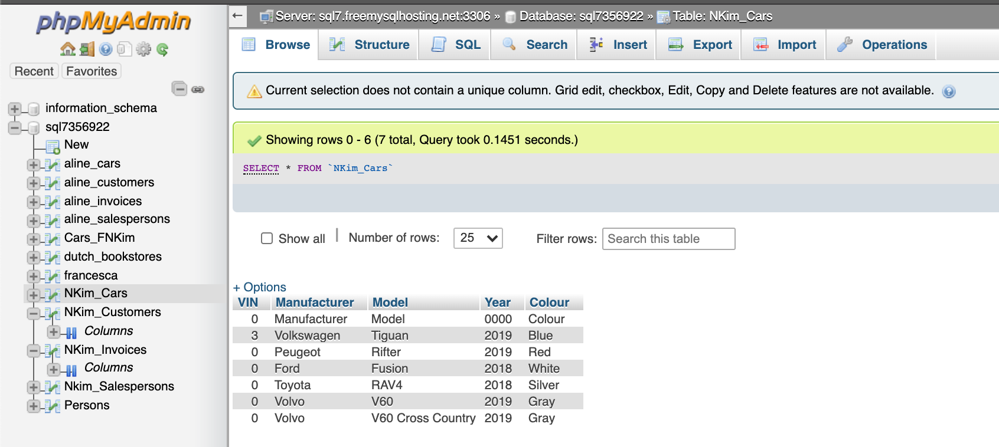 phpMyAdmin
Recent Favorites
information_schema
sql7356922
New
aline_cars
aline_customers
aline_invoices
aline_salespersons
Cars_FNKim
dutch_bookstores
francesca
NKim_Cars
NKim_Customers
Columns
NKim_Invoices
Columns
Nkim_Salespersons
Persons
Server: sql7.freemysqlhosting.net:3306 » Database: sql7356922 » Table: NKim_Cars
Browse Structure SQL Search Insert Export Import Operations
Current selection does not contain a unique column. Grid edit, checkbox, Edit, Copy and Delete features are not available.
Showing rows 0 - 6 (7 total, Query took 0.1451 seconds.)
SELECT * FROM `NKim_Cars`
Show all | Number of rows: 25 Filter rows: Search this table
+ Options
VIN Manufacturer Model Year Colour
0 Manufacturer Model 0000 Colour
3 Volkswagen Tiguan 2019 Blue
0 Peugeot Rifter 2019 Red
0 Ford Fusion 2018 White
0 Toyota RAV4 2018 Silver
0 Volvo V60 2019 Gray
0 Volvo V60 Cross Country 2019 Gray